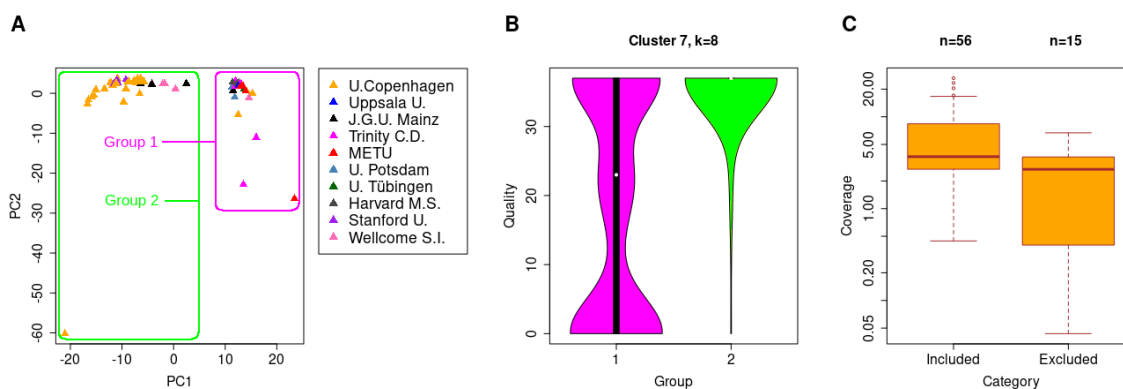 A
PC2
0
-10
-20
-30
-40
-50
-60
-20
-10
0
10
20
PC1
Group 1
Group 2
U.Copenhagen
Uppsala U.
J.G.U. Mainz
Trinity C.D.
METU
U. Potsdam
U. Tübingen
Harvard M.S.
Stanford U.
Wellcome S.I.
B
Cluster 7, k=8
Quality
30
20
10
0
1
2
Group
C
n=56
n=15
Coverage
20.00
5.00
1.00
0.20
0.05
Included
Excluded
Category